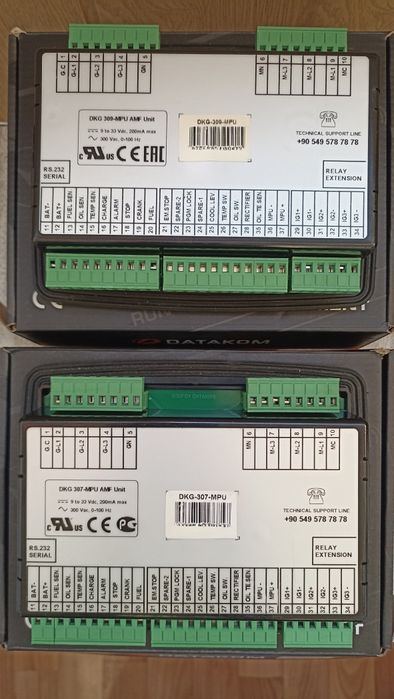 G.C 1
G-L1 2
G-L2 3
G-L3 4
GN 5
MN 6
M-L3 7
M-L2 8
M-L1 9
MC 10
DKG 309-MPU AMF Unit
9 to 33 Vdc, 200mA max
300 Vac, 0-100 Hz
c UL US CE EAC
DKG-309-MPU
TECHNICAL SUPPORT LINE
+90 549 578 78 78
RS.232
SERIAL
RELAY
EXTENSION
11 BAT-
12 BAT+
13 FUEL SEN
14 OIL SEN.
15 TEMP SEN
16 CHARGE
17 ALARM
18 STOP
19 CRANK
20 FUEL
21 EM.STOP
22 SPARE-2
23 PGM LOCK
24 SPARE-1
25 COOL LEV.
26 TEMP SW.
27 OIL SW.
28 RECTIFIER
35 OIL TE SEN
36 MPU -
37 MPU +
29 IG1+
30 IG1-
31 IG2+
32 IG2-
33 IG3+
34 IG3-
DATAKOM
G.C 1
G-L1 2
G-L2 3
G-L3 4
GN 5
MN 6
M-L3 7
M-L2 8
M-L1 9
MC 10
DKG 307-MPU AMF Unit
9 to 33 Vdc, 200mA max
300 Vac, 0-100 Hz
c UL US CE PG
DKG-307-MPU
TECHNICAL SUPPORT LINE
+90 549 578 78 78
RS.232
SERIAL
RELAY
EXTENSION
11 BAT-
12 BAT+
13 FUEL SEN
14 OIL SEN.
15 TEMP SEN
16 CHARGE
17 ALARM
18 STOP
19 CRANK
20 FUEL
21 EM.STOP
22 SPARE-2
23 PGM LOCK
24 SPARE-1
25 COOL LEV.
26 TEMP SW.
27 OIL SW.
28 RECTIFIER
35 OIL TE SEN
36 MPU -
37 MPU +
29 IG1+
30 IG1-
31 IG2+
32 IG2-
33 IG3+
34 IG3-